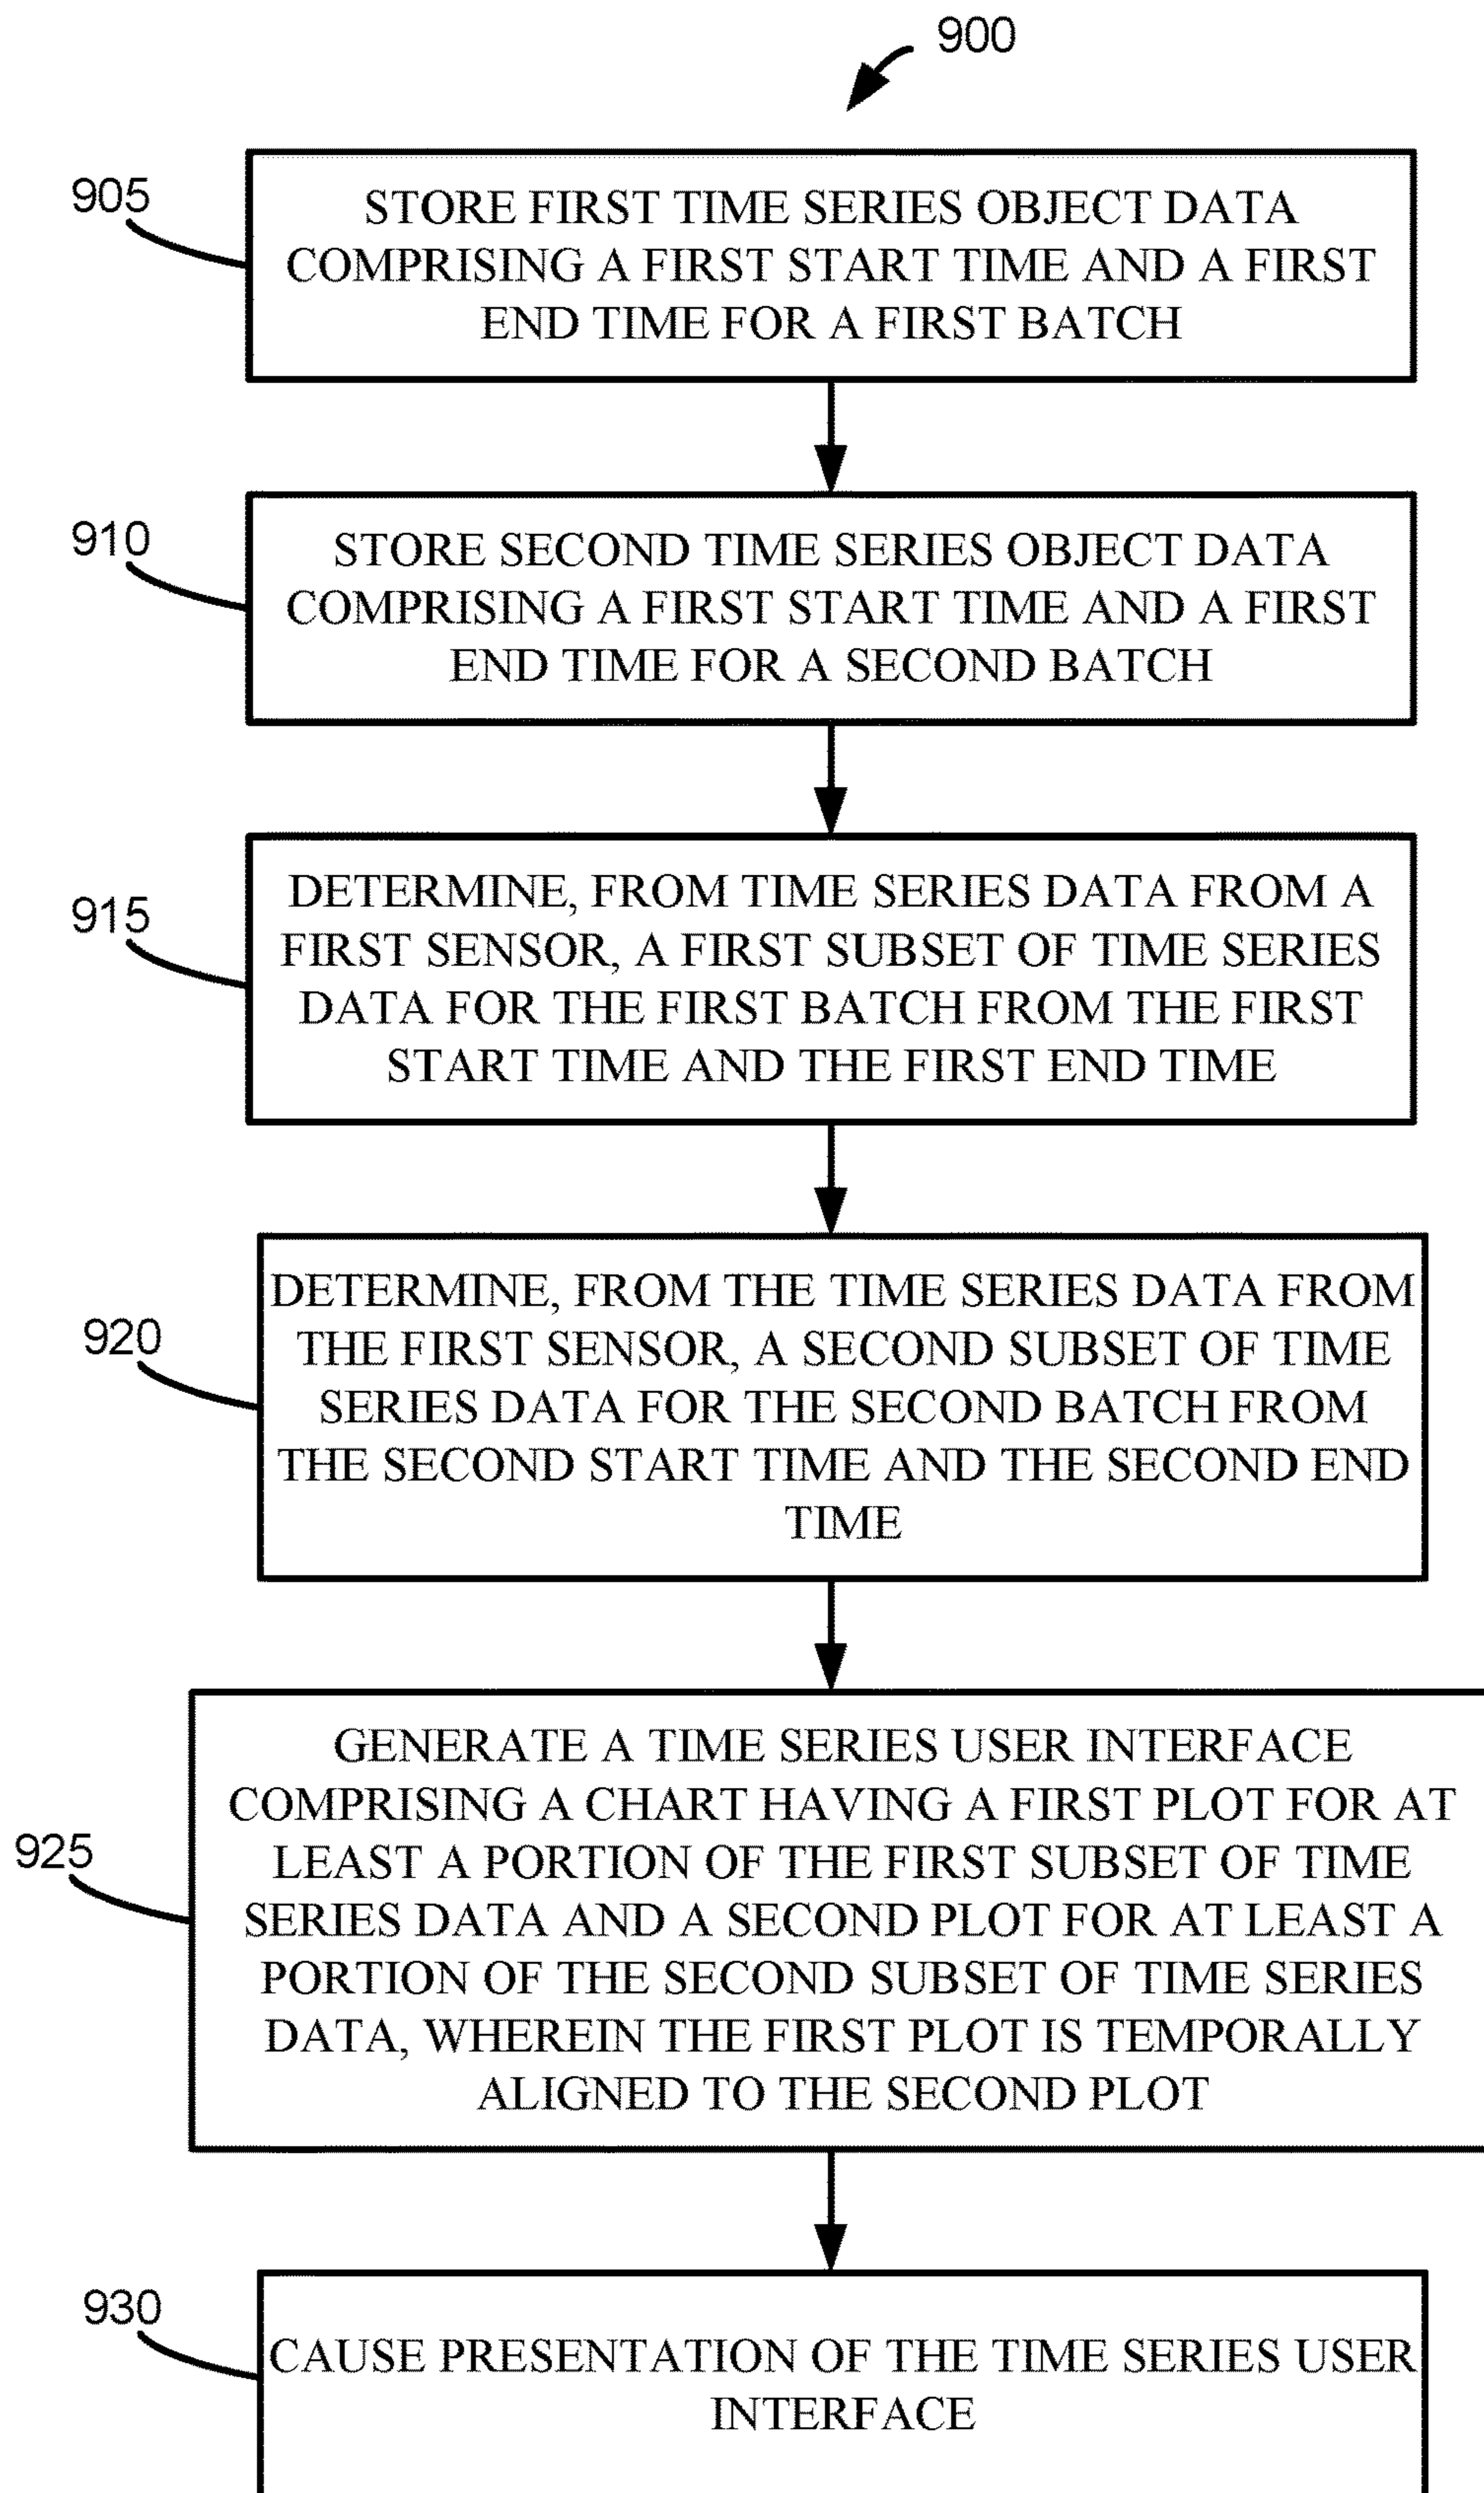 900
905
STORE FIRST TIME SERIES OBJECT DATA
COMPRISING A FIRST START TIME AND A FIRST
END TIME FOR A FIRST BATCH
910
STORE SECOND TIME SERIES OBJECT DATA
COMPRISING A FIRST START TIME AND A FIRST
END TIME FOR A SECOND BATCH
915
DETERMINE, FROM TIME SERIES DATA FROM A
FIRST SENSOR, A FIRST SUBSET OF TIME SERIES
DATA FOR THE FIRST BATCH FROM THE FIRST
START TIME AND THE FIRST END TIME
920
DETERMINE, FROM THE TIME SERIES DATA FROM
THE FIRST SENSOR, A SECOND SUBSET OF TIME
SERIES DATA FOR THE SECOND BATCH FROM
THE SECOND START TIME AND THE SECOND END
TIME
925
GENERATE A TIME SERIES USER INTERFACE
COMPRISING A CHART HAVING A FIRST PLOT FOR AT
LEAST A PORTION OF THE FIRST SUBSET OF TIME
SERIES DATA AND A SECOND PLOT FOR AT LEAST A
PORTION OF THE SECOND SUBSET OF TIME SERIES
DATA, WHEREIN THE FIRST PLOT IS TEMPORALLY
ALIGNED TO THE SECOND PLOT
930
CAUSE PRESENTATION OF THE TIME SERIES USER
INTERFACE